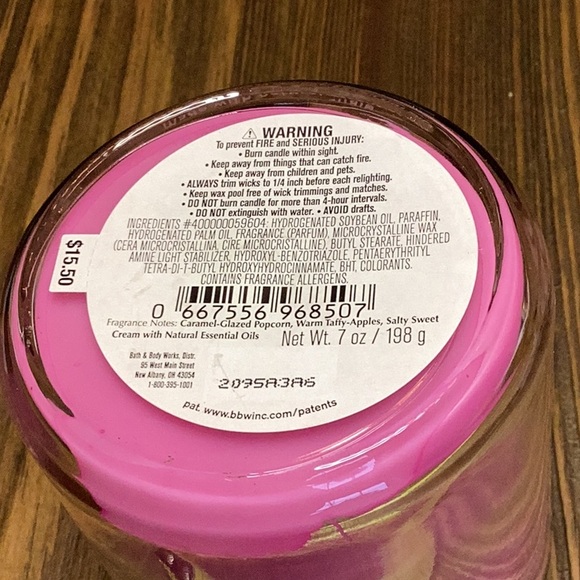 ⚠ WARNING
To prevent FIRE and SERIOUS INJURY:
• Burn candle within sight.
• Keep away from things that can catch fire.
• Keep away from children and pets.
• ALWAYS trim wicks to 1/4 inch before each relighting.
• Keep wax pool free of wick trimmings and matches.
• DO NOT burn candle for more than 4-hour intervals.
• DO NOT extinguish with water. • AVOID drafts.
INGREDIENTS #400000059604: HYDROGENATED SOYBEAN OIL, PARAFFIN,
HYDROGENATED PALM OIL, FRAGRANCE (PARFUM), MICROCRYSTALLINE WAX
(CERA MICROCRISTALLINA, CIRE MICROCRISTALLINE), BUTYL STEARATE, HINDERED
AMINE LIGHT STABILIZER, HYDROXYL-BENZOTRIAZOLE, PENTAERYTHRITYL
TETRA-DI-T-BUTYL HYDROXYHYDROCINNAMATE, BHT, COLORANTS.
CONTAINS FRAGRANCE ALLERGENS.
$15.50
0 667556 968507
Fragrance Notes: Caramel-Glazed Popcorn, Warm Taffy-Apples, Salty Sweet
Cream with Natural Essential Oils
Net Wt. 7 oz / 198 g
Bath & Body Works, Distr.
95 West Main Street
New Albany, OH 43054
1-800-395-1001
2095A3A6
pat. www.bbwinc.com/patents